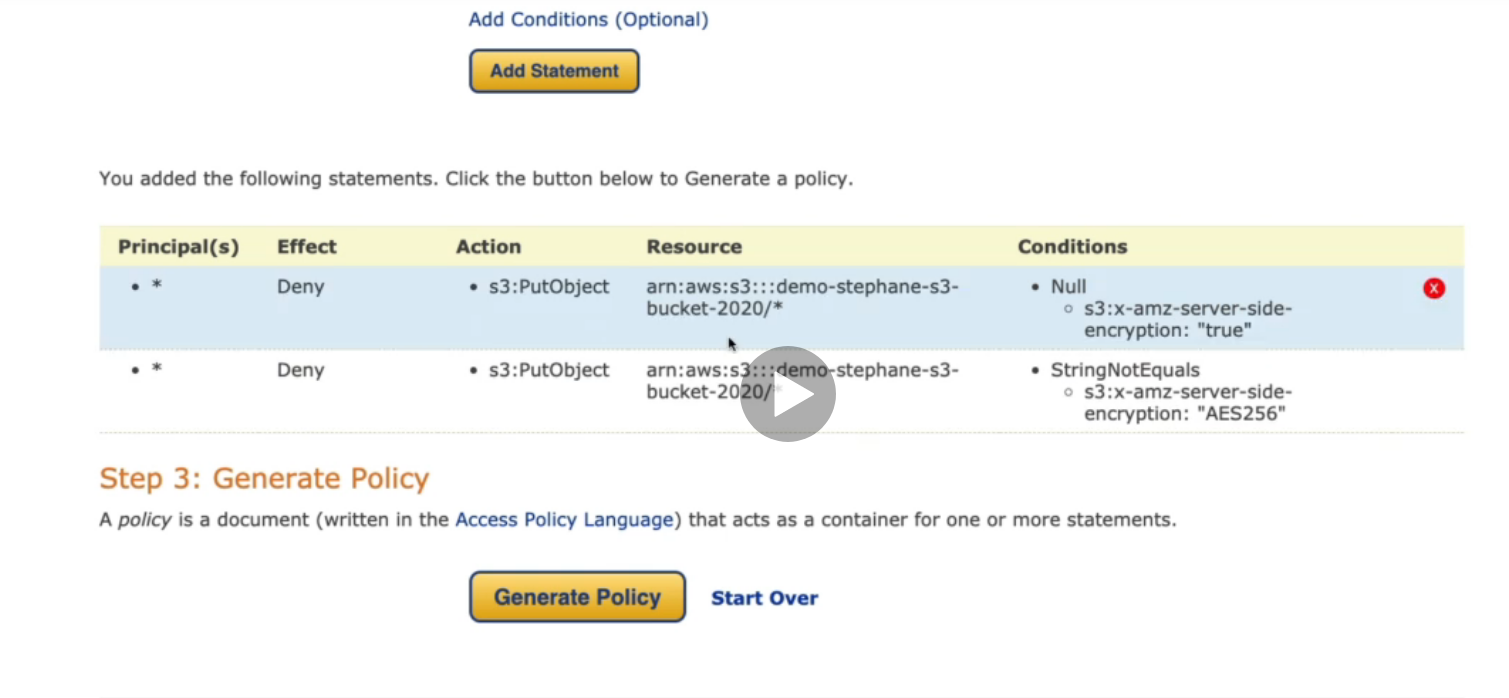 Add Conditions (Optional)
Add Statement
You added the following statements. Click the button below to Generate a policy.
Principal(s) Effect Action Resource Conditions
• * Deny • s3:PutObject arn:aws:s3:::demo-stephane-s3- • Null
bucket-2020/* ○ s3:x-amz-server-side-
encryption: "true"
X
• * Deny • s3:PutObject arn:aws:s3:::demo-stephane-s3- • StringNotEquals
bucket-2020/* ○ s3:x-amz-server-side-
encryption: "AES256"
Step 3: Generate Policy
A policy is a document (written in the Access Policy Language) that acts as a container for one or more statements.
Generate Policy Start Over